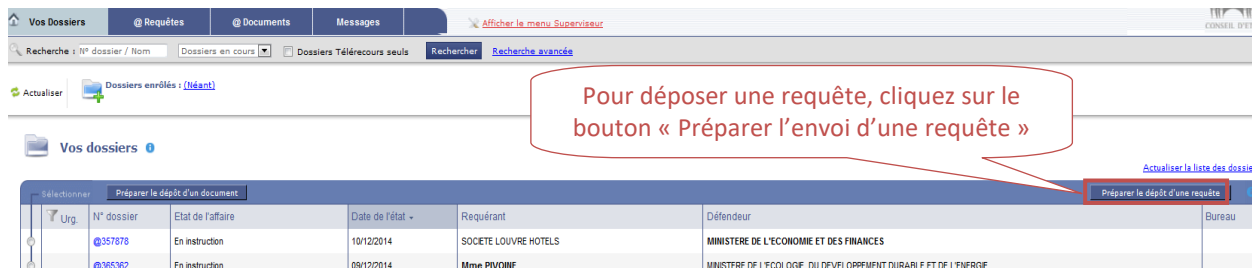 Vos Dossiers @ Requêtes @ Documents Messages Afficher le menu Superviseur
CONSEIL D'E
Recherche : N° dossier / Nom Dossiers en cours Dossiers Télérecours seuls Rechercher Recherche avancée
Actualiser Dossiers enrôlés : (Néant)
Pour déposer une requête, cliquez sur le
bouton « Préparer l'envoi d'une requête »
Vos dossiers
Actualiser la liste des dossie
Sélectionner Préparer le dépôt d'un document Préparer le dépôt d'une requête
Urg. N° dossier Etat de l'affaire Date de l'état Requérant Défendeur Bureau
@357878 En instruction 10/12/2014 SOCIETE LOUVRE HOTELS MINISTERE DE L'ECONOMIE ET DES FINANCES
@365362 En instruction 09/12/2014 Mme PIVOINE MINISTERE DE L'ECOLOGIE, DU DEVELOPPEMENT DURABLE ET DE L'ENERGIE